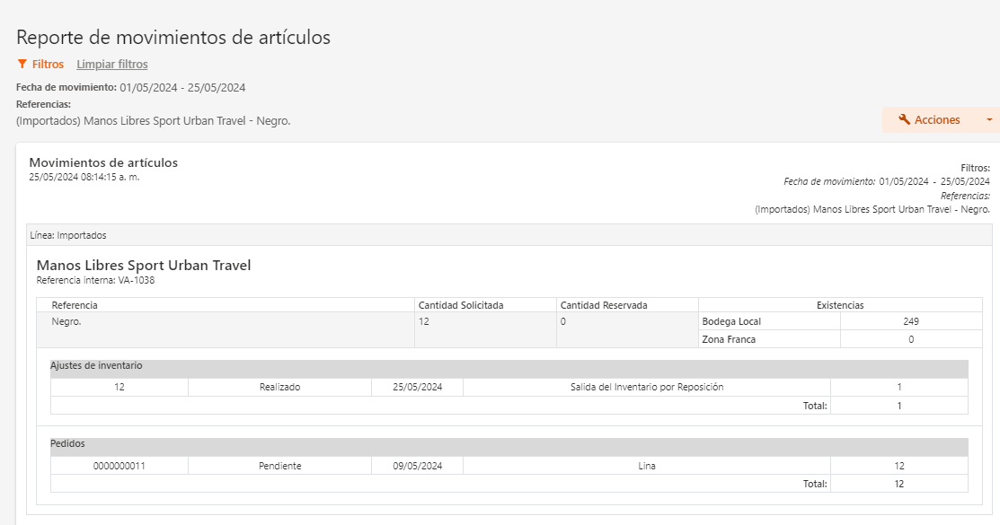 Reporte de movimientos de artículos
Filtros Limpiar filtros
Fecha de movimiento: 01/05/2024 - 25/05/2024
Referencias:
(Importados) Manos Libres Sport Urban Travel - Negro.
Acciones
Movimientos de artículos
25/05/2024 08:14:15 a. m.
Filtros:
Fecha de movimiento: 01/05/2024 - 25/05/2024
Referencias:
(Importados) Manos Libres Sport Urban Travel - Negro.
Línea: Importados
Manos Libres Sport Urban Travel
Referencia interna: VA-1038
Referencia Cantidad Solicitada Cantidad Reservada Existencias
Negro. 12 0 Bodega Local 249
Zona Franca 0
Ajustes de inventario
12 Realizado 25/05/2024 Salida del Inventario por Reposición 1
Total: 1
Pedidos
0000000011 Pendiente 09/05/2024 Lina 12
Total: 12